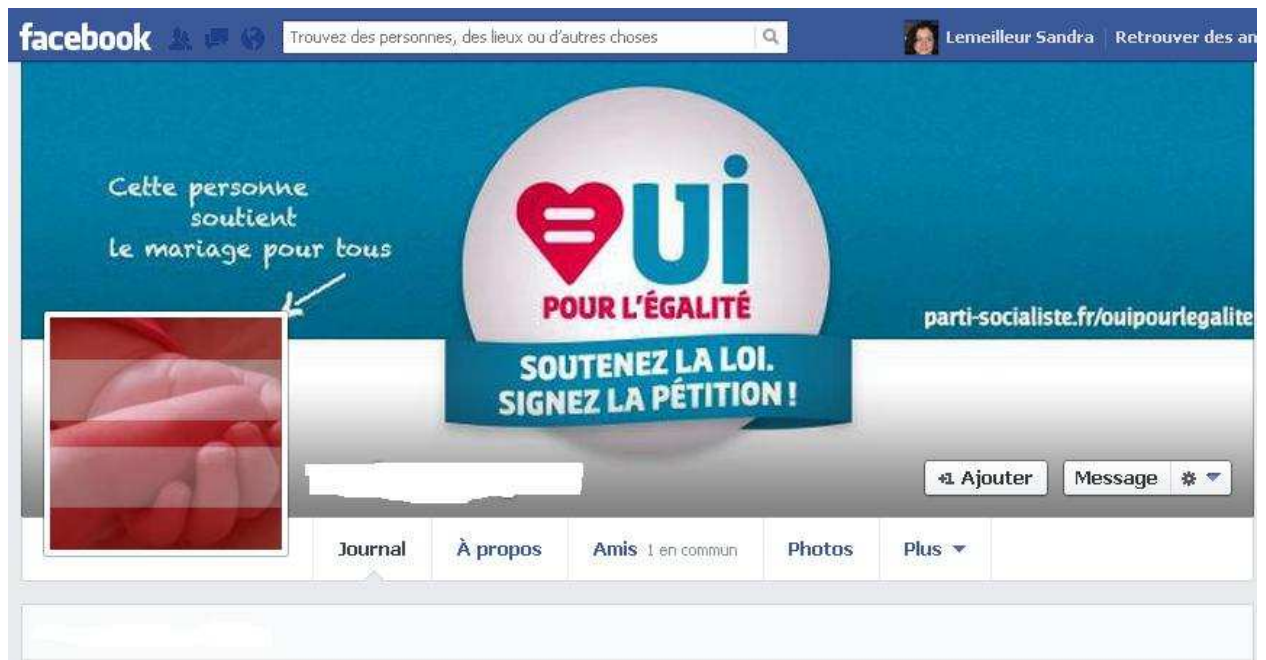 facebook Trouvez des personnes, des lieux ou d'autres choses Lemeilleur Sandra Retrouver des an
Cette personne
soutient
le mariage pour tous
OUi
POUR L'ÉGALITÉ
parti-socialiste.fr/ouipourlegalite
SOUTENEZ LA LOI.
SIGNEZ LA PÉTITION !
+1 Ajouter Message
Journal À propos Amis 1 en commun Photos Plus